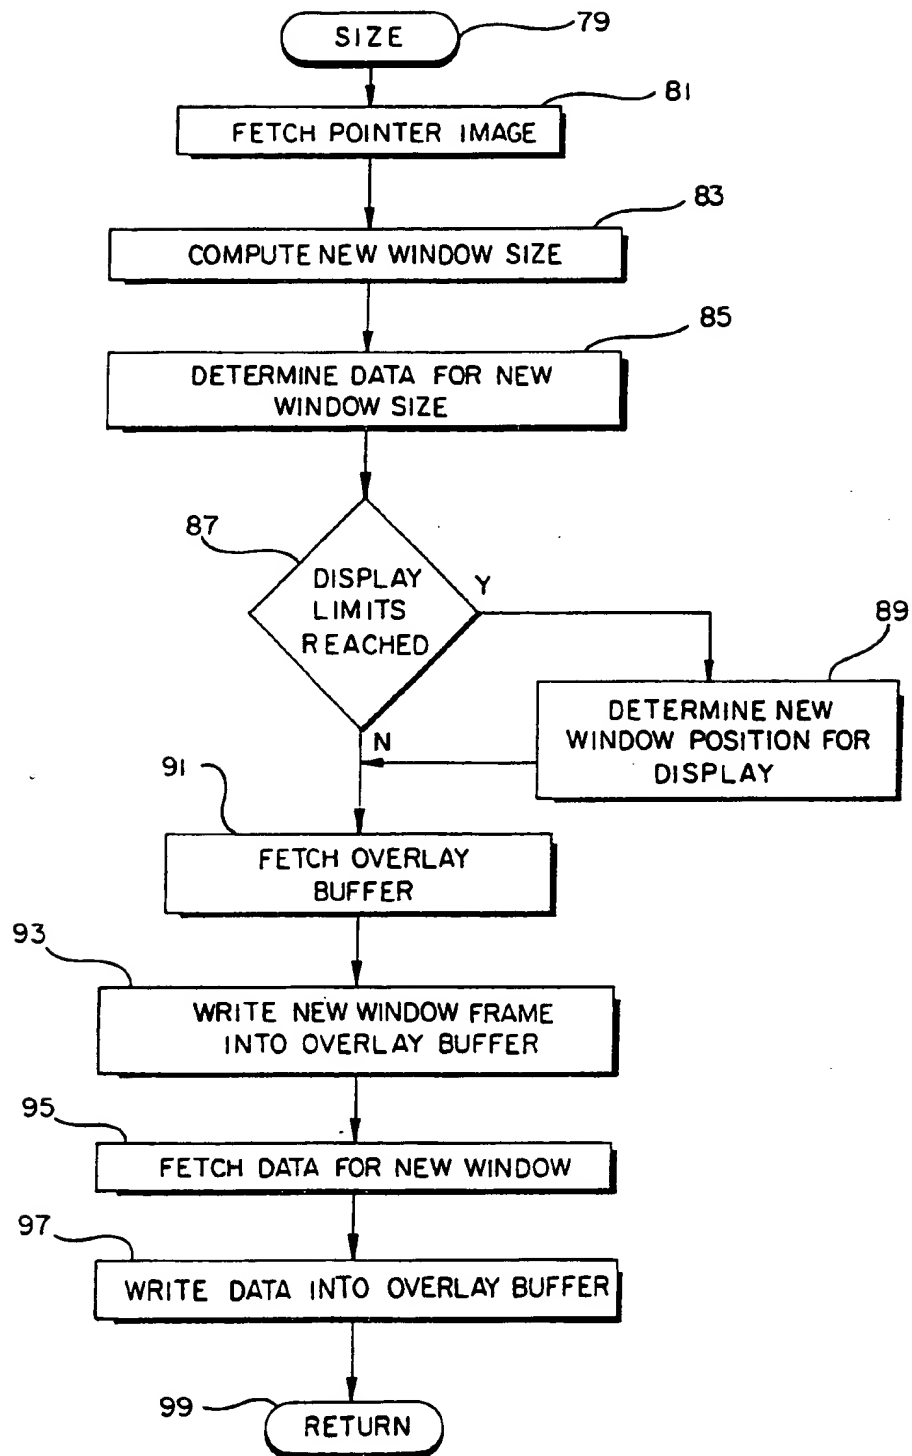 SIZE
79
81
FETCH POINTER IMAGE
83
COMPUTE NEW WINDOW SIZE
85
DETERMINE DATA FOR NEW
WINDOW SIZE
87
DISPLAY
LIMITS
REACHED
Y
89
DETERMINE NEW
WINDOW POSITION FOR
DISPLAY
N
91
FETCH OVERLAY
BUFFER
93
WRITE NEW WINDOW FRAME
INTO OVERLAY BUFFER
95
FETCH DATA FOR NEW WINDOW
97
WRITE DATA INTO OVERLAY BUFFER
99
RETURN